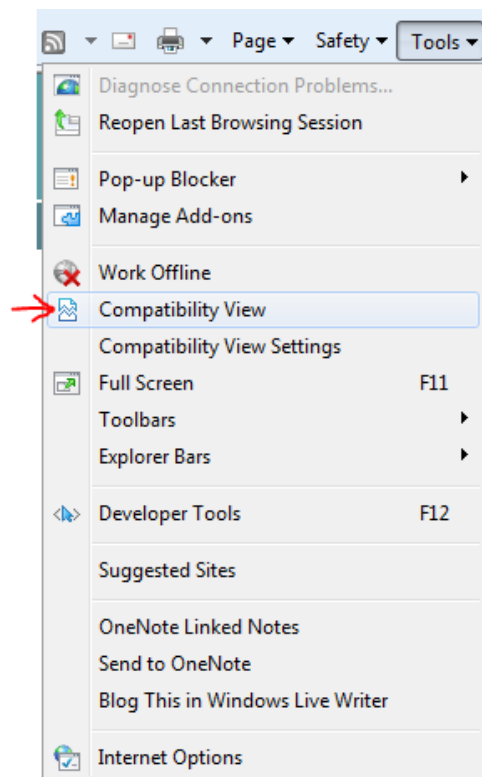 Page Safety Tools
Diagnose Connection Problems...
Reopen Last Browsing Session
Pop-up Blocker
Manage Add-ons
Work Offline
Compatibility View
Compatibility View Settings
Full Screen F11
Toolbars
Explorer Bars
Developer Tools F12
Suggested Sites
OneNote Linked Notes
Send to OneNote
Blog This in Windows Live Writer
Internet Options